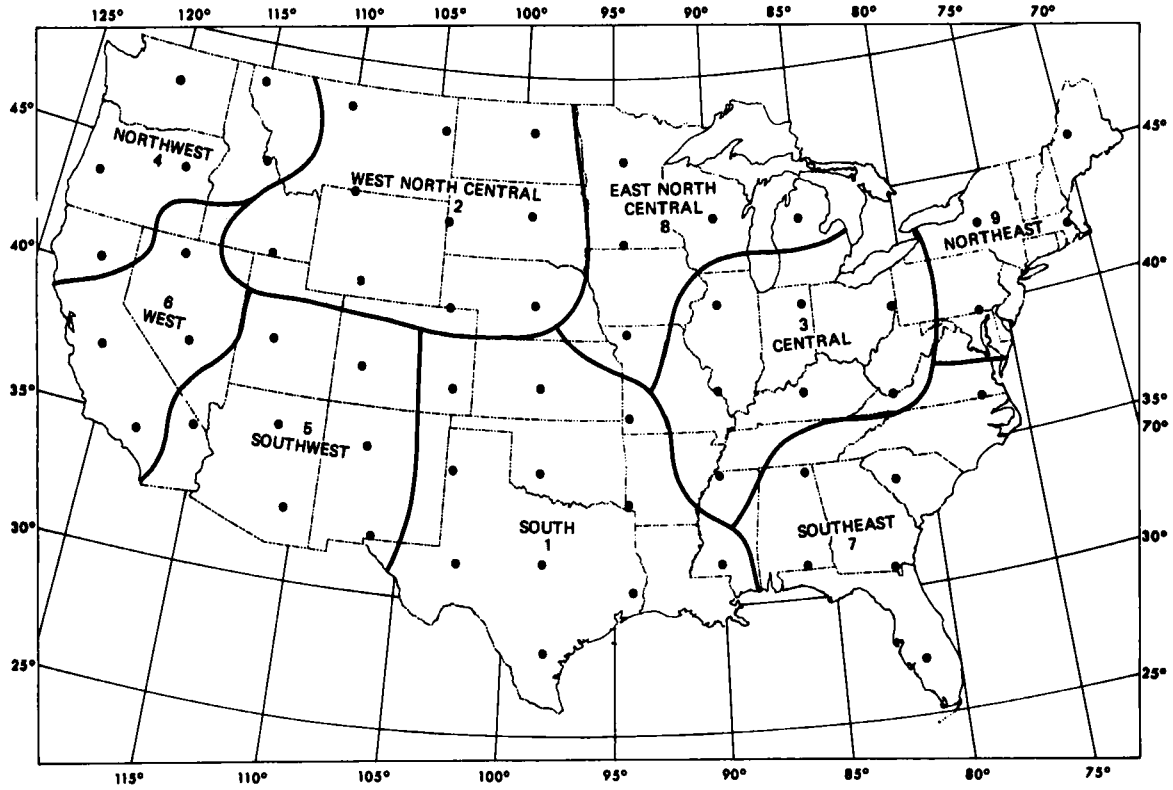 125° 120° 115° 110° 105° 100° 95° 90° 85° 80° 75° 70°
45°
45°
NORTHWEST
4
WEST NORTH CENTRAL
2
EAST NORTH
CENTRAL
8
9
NORTHEAST
40°
40°
6
WEST
3
CENTRAL
35°
35°
70°
5
SOUTHWEST
SOUTH
1
SOUTHEAST
7
30°
30°
25°
25°
115° 110° 105° 100° 95° 90° 85° 80° 75°